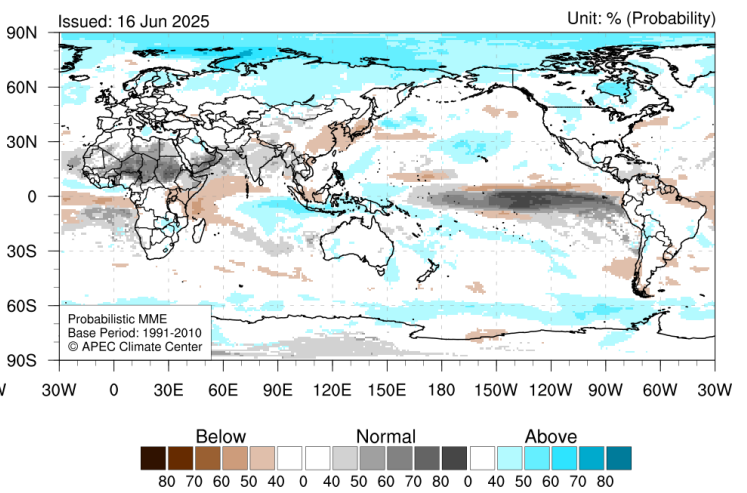 Issued: 16 Jun 2025
Unit: % (Probability)
90N
60N
30N
0
30S
60S
90S
Probabilistic MME
Base Period: 1991-2010
© APEC Climate Center
W
30W 0 30E 60E 90E 120E 150E 180 150W 120W 90W 60W 30W
Below Normal Above
80 70 60 50 40 0 40 50 60 70 80 0 40 50 60 70 80